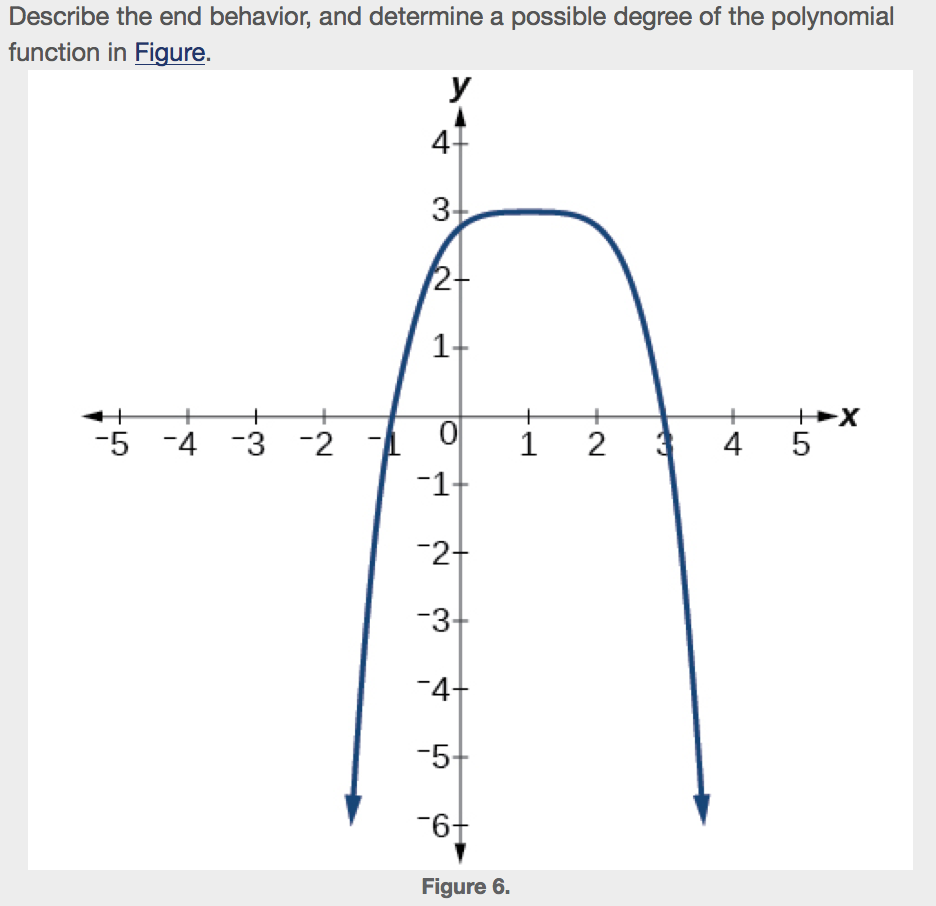 Describe the end behavior, and determine a possible degree of the polynomial
function in Figure.
y
4
3
2
1
-5 -4 -3 -2 -1 0 1 2 3 4 5 x
-1
-2
-3
-4
-5
-6
Figure 6.